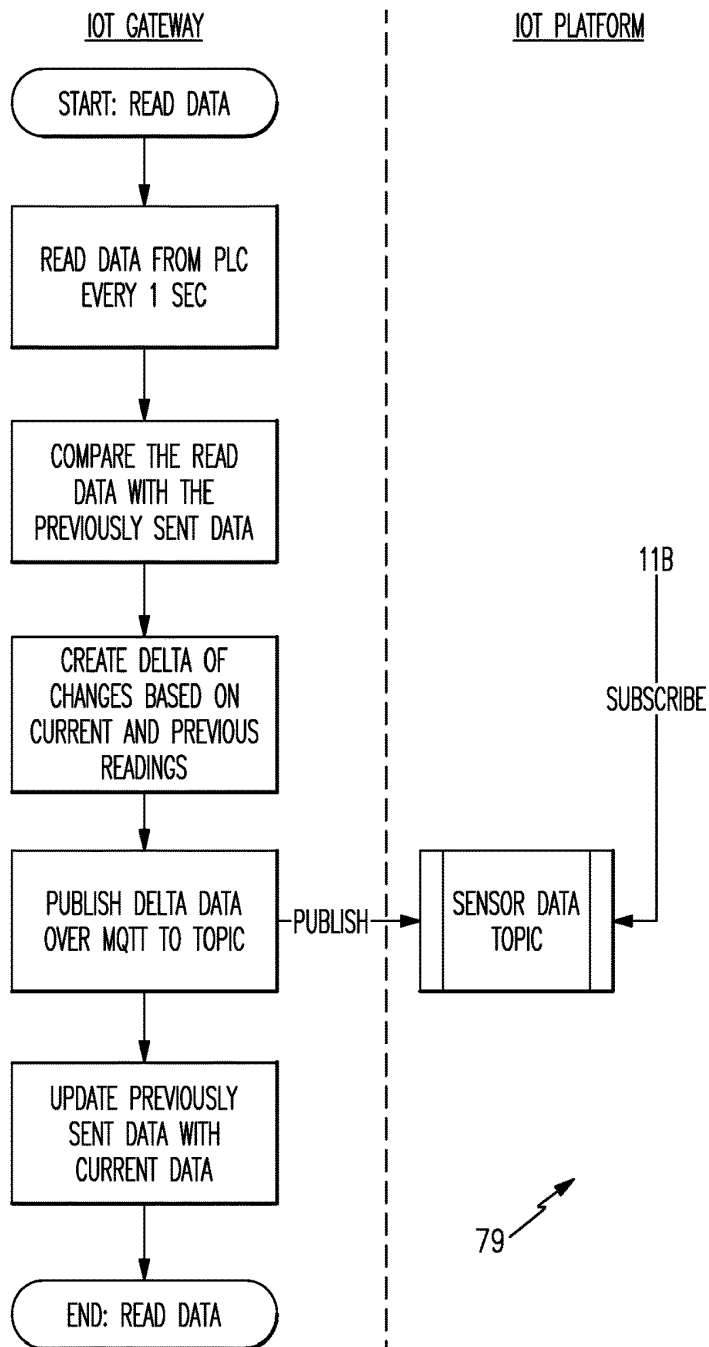 IOT GATEWAY
IOT PLATFORM
START: READ DATA
READ DATA FROM PLC
EVERY 1 SEC
COMPARE THE READ
DATA WITH THE
PREVIOUSLY SENT DATA
CREATE DELTA OF
CHANGES BASED ON
CURRENT AND PREVIOUS
READINGS
PUBLISH DELTA DATA
OVER MQTT TO TOPIC
PUBLISH
11B
SUBSCRIBE
SENSOR DATA
TOPIC
UPDATE PREVIOUSLY
SENT DATA WITH
CURRENT DATA
79
END: READ DATA